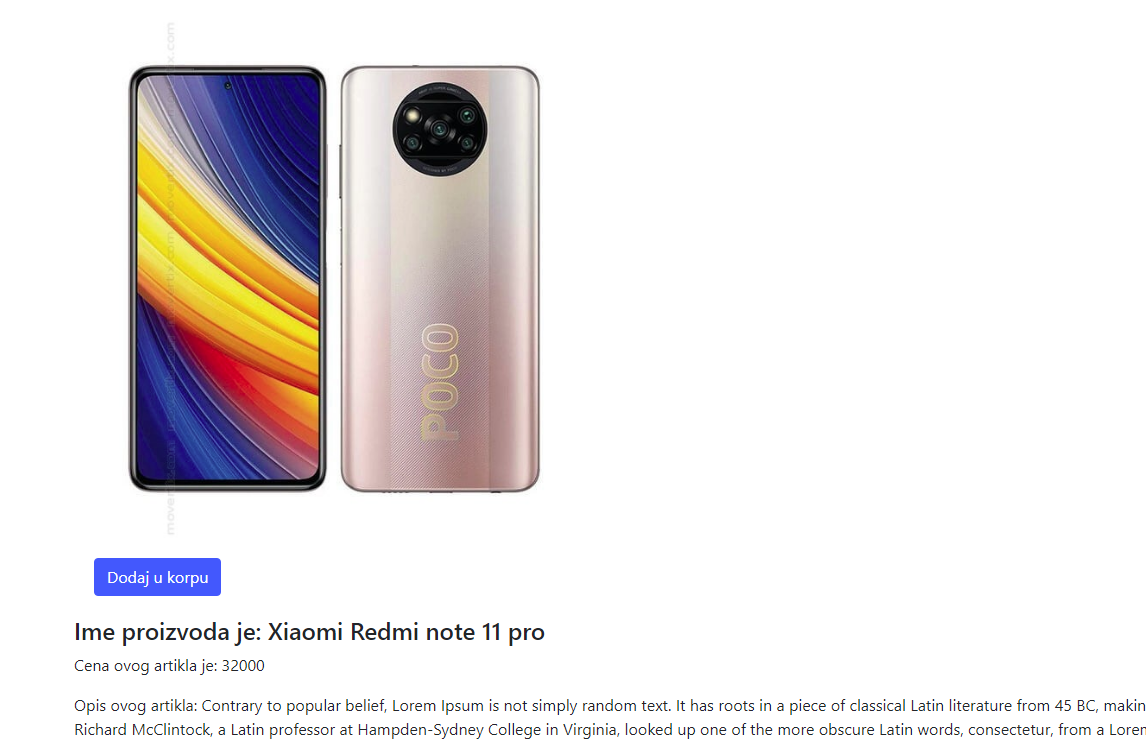 POCO
Dodaj u korpu
Ime proizvoda je: Xiaomi Redmi note 11 pro
Cena ovog artikla je: 32000
Opis ovog artikla: Contrary to popular belief, Lorem Ipsum is not simply random text. It has roots in a piece of classical Latin literature from 45 BC, makin
Richard McClintock, a Latin professor at Hampden-Sydney College in Virginia, looked up one of the more obscure Latin words, consectetur, from a Lorer